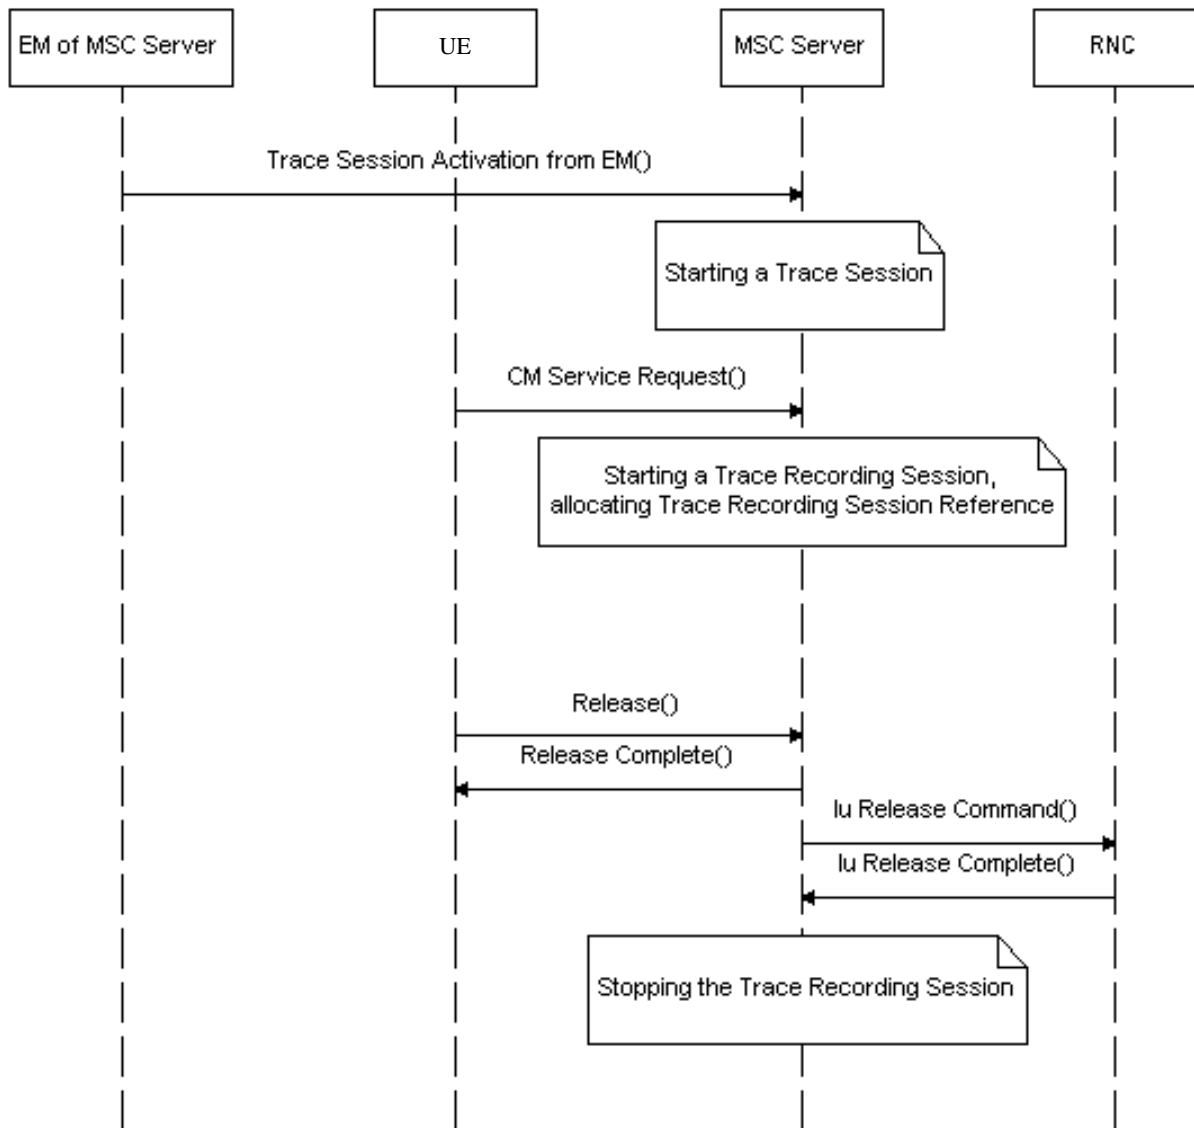 EM of MSC Server
UE
MSC Server
RNC
Trace Session Activation from EM()
Starting a Trace Session
CM Service Request()
Starting a Trace Recording Session,
allocating Trace Recording Session Reference
Release()
Release Complete()
Iu Release Command()
Iu Release Complete()
Stopping the Trace Recording Session